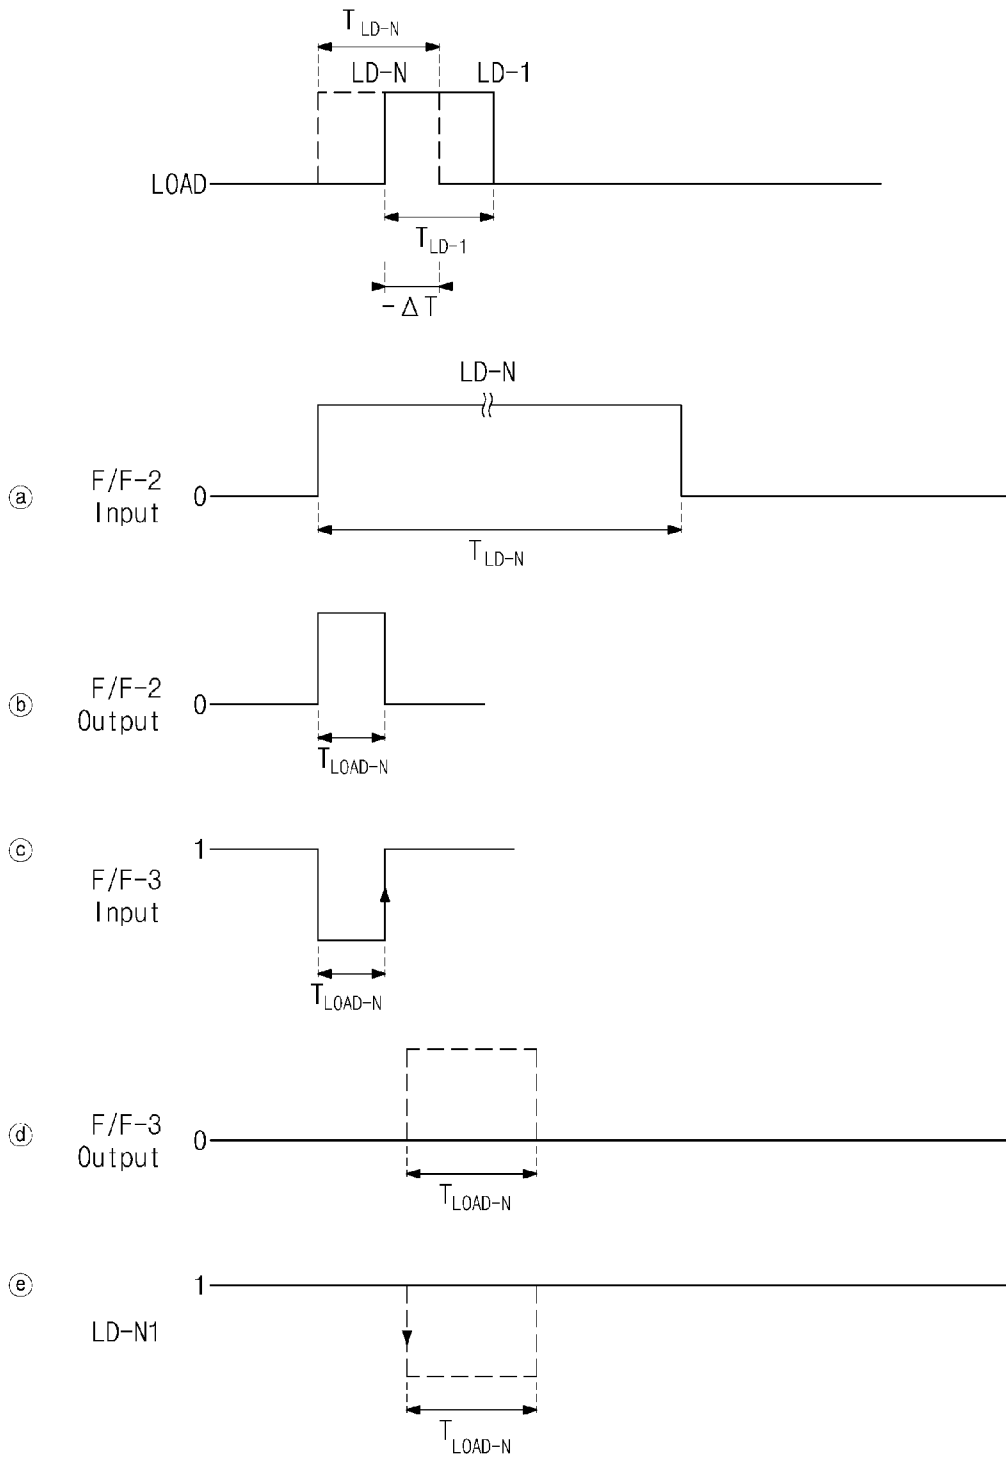 T LD-N
LD-N LD-1
LOAD
T LD-1
-ΔT
LD-N
ⓐ F/F-2 Input 0
T LD-N
ⓑ F/F-2 Output 0
T LOAD-N
ⓒ 1
F/F-3 Input
T LOAD-N
ⓓ F/F-3 Output 0
T LOAD-N
ⓔ 1
LD-N1
T LOAD-N